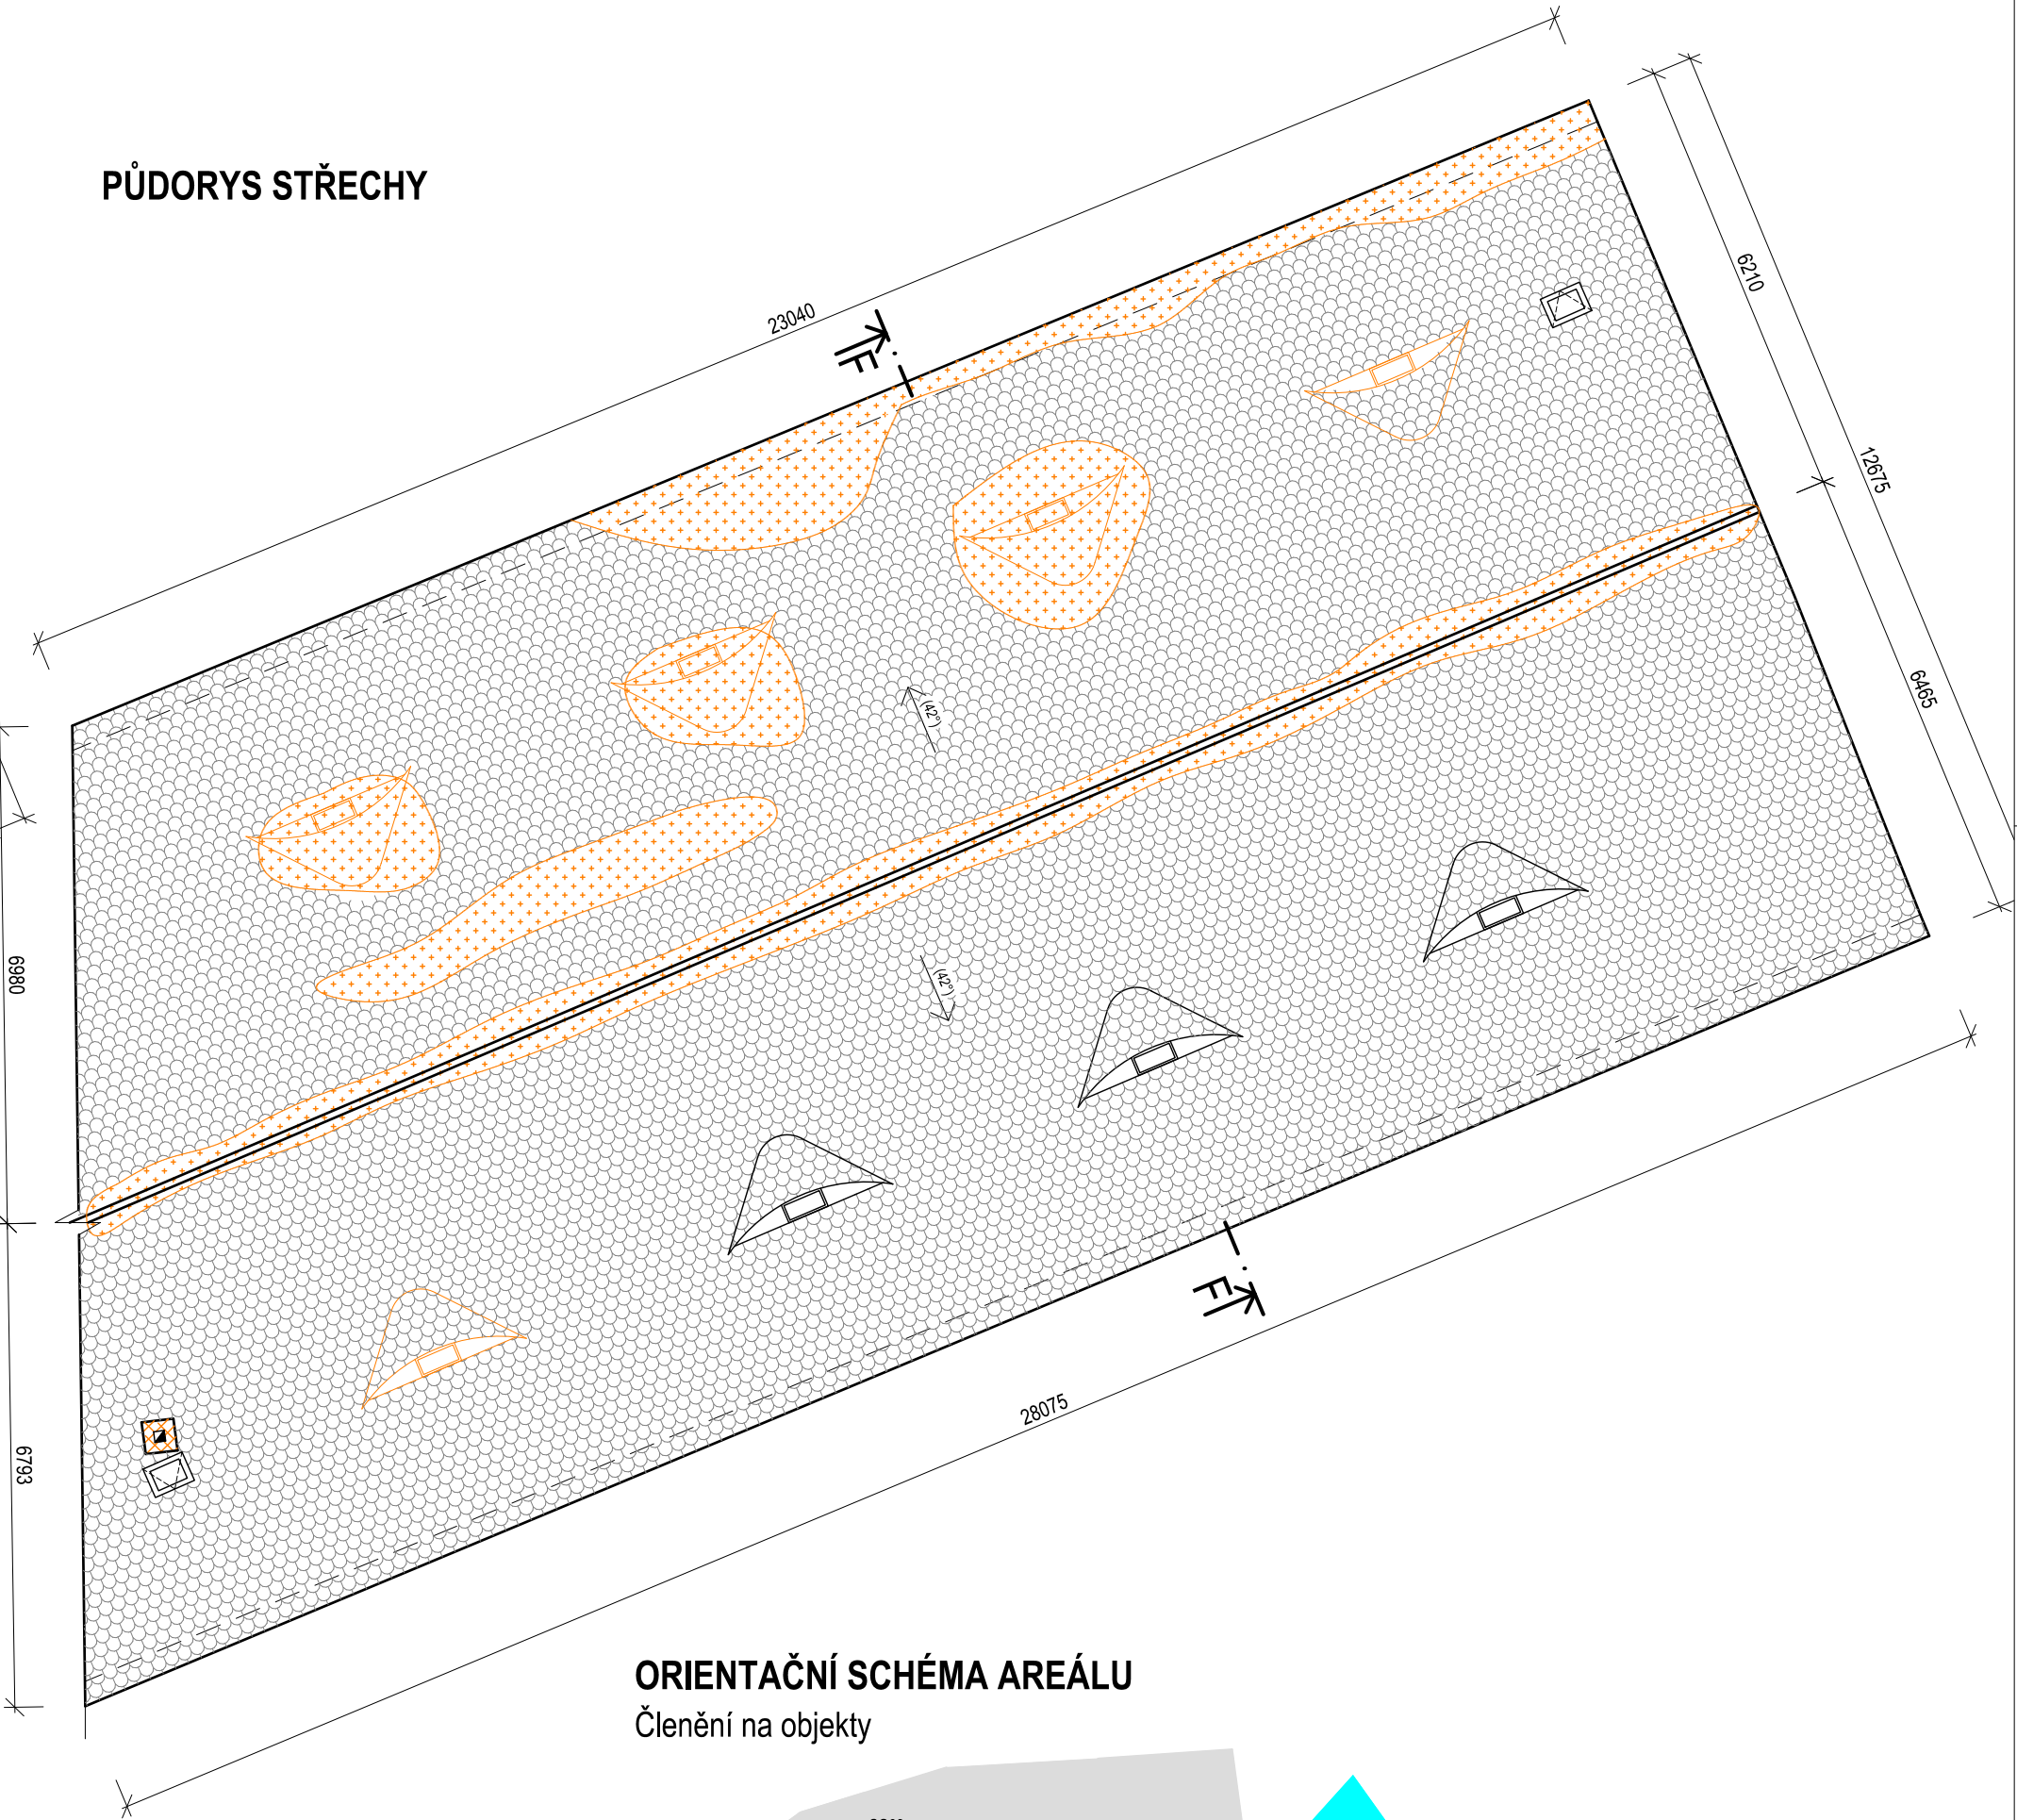 PŮDORYS STŘECHY
23040
F
6210
12675
6465
(42°)
(42°)
6980
6793
F
28075
ORIENTAČNÍ SCHÉMA AREÁLU
Členění na objekty